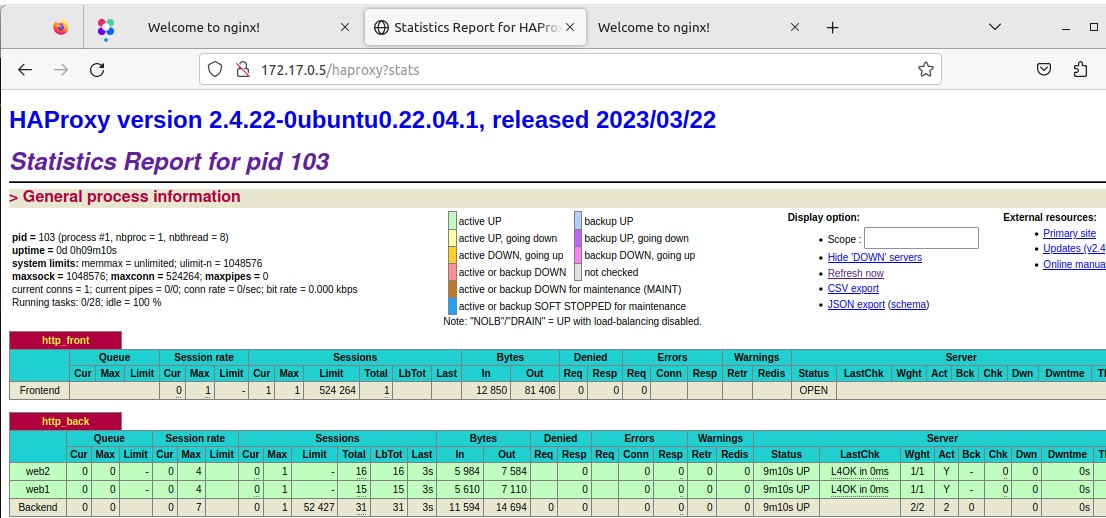 Welcome to nginx!
Statistics Report for HAPro
Welcome to nginx!
172.17.0.5/haproxy?stats
HAProxy version 2.4.22-0ubuntu0.22.04.1, released 2023/03/22
Statistics Report for pid 103
> General process information
pid = 103 (process #1, nbproc = 1, nbthread = 8)
uptime = 0d 0h09m10s
system limits: memmax = unlimited; ulimit-n = 1048576
maxsock = 1048576; maxconn = 524264; maxpipes = 0
current conns = 1; current pipes = 0/0; conn rate = 0/sec; bit rate = 0.000 kbps
Running tasks: 0/28; idle = 100 %
active UP backup UP
active UP, going down backup UP, going down
active DOWN, going up backup DOWN, going up
active or backup DOWN not checked
active or backup DOWN for maintenance (MAINT)
active or backup SOFT STOPPED for maintenance
Note: "NOLB"/"DRAIN" = UP with load-balancing disabled.
Display option:
Scope :
Hide 'DOWN' servers
Refresh now
CSV export
JSON export (schema)
External resources:
Primary site
Updates (v2.4
Online manua
http_front
Queue Session rate Sessions Bytes Denied Errors Warnings Server
Cur Max Limit Cur Max Limit Cur Max Limit Total LbTot Last In Out Req Resp Req Conn Resp Retr Redis Status LastChk Wght Act Bck Chk Dwn Dwntme Th
Frontend 0 1 - 1 1 524 264 1 12 850 81 406 0 0 0 OPEN
http_back
Queue Session rate Sessions Bytes Denied Errors Warnings Server
Cur Max Limit Cur Max Limit Cur Max Limit Total LbTot Last In Out Req Resp Req Conn Resp Retr Redis Status LastChk Wght Act Bck Chk Dwn Dwntme Th
web2 0 0 - 0 4 0 1 - 16 16 3s 5 984 7 584 0 0 0 0 0 9m10s UP L4OK in 0ms 1/1 Y - 0 0 0s
web1 0 0 - 0 4 0 1 - 15 15 3s 5 610 7 110 0 0 0 0 0 9m10s UP L4OK in 0ms 1/1 Y - 0 0 0s
Backend 0 0 0 7 0 1 52 427 31 31 3s 11 594 14 694 0 0 0 0 0 0 9m10s UP 2/2 2 0 0 0s